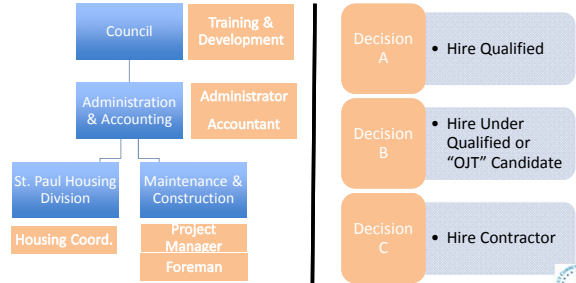 Council
Training &
Development
Administration
& Accounting
Administrator
Accountant
St. Paul Housing
Division
Maintenance &
Construction
Housing Coord.
Project
Manager
Foreman
Decision
A
• Hire Qualified
Decision
B
• Hire Under
Qualified or
“OJT” Candidate
Decision
C
• Hire Contractor